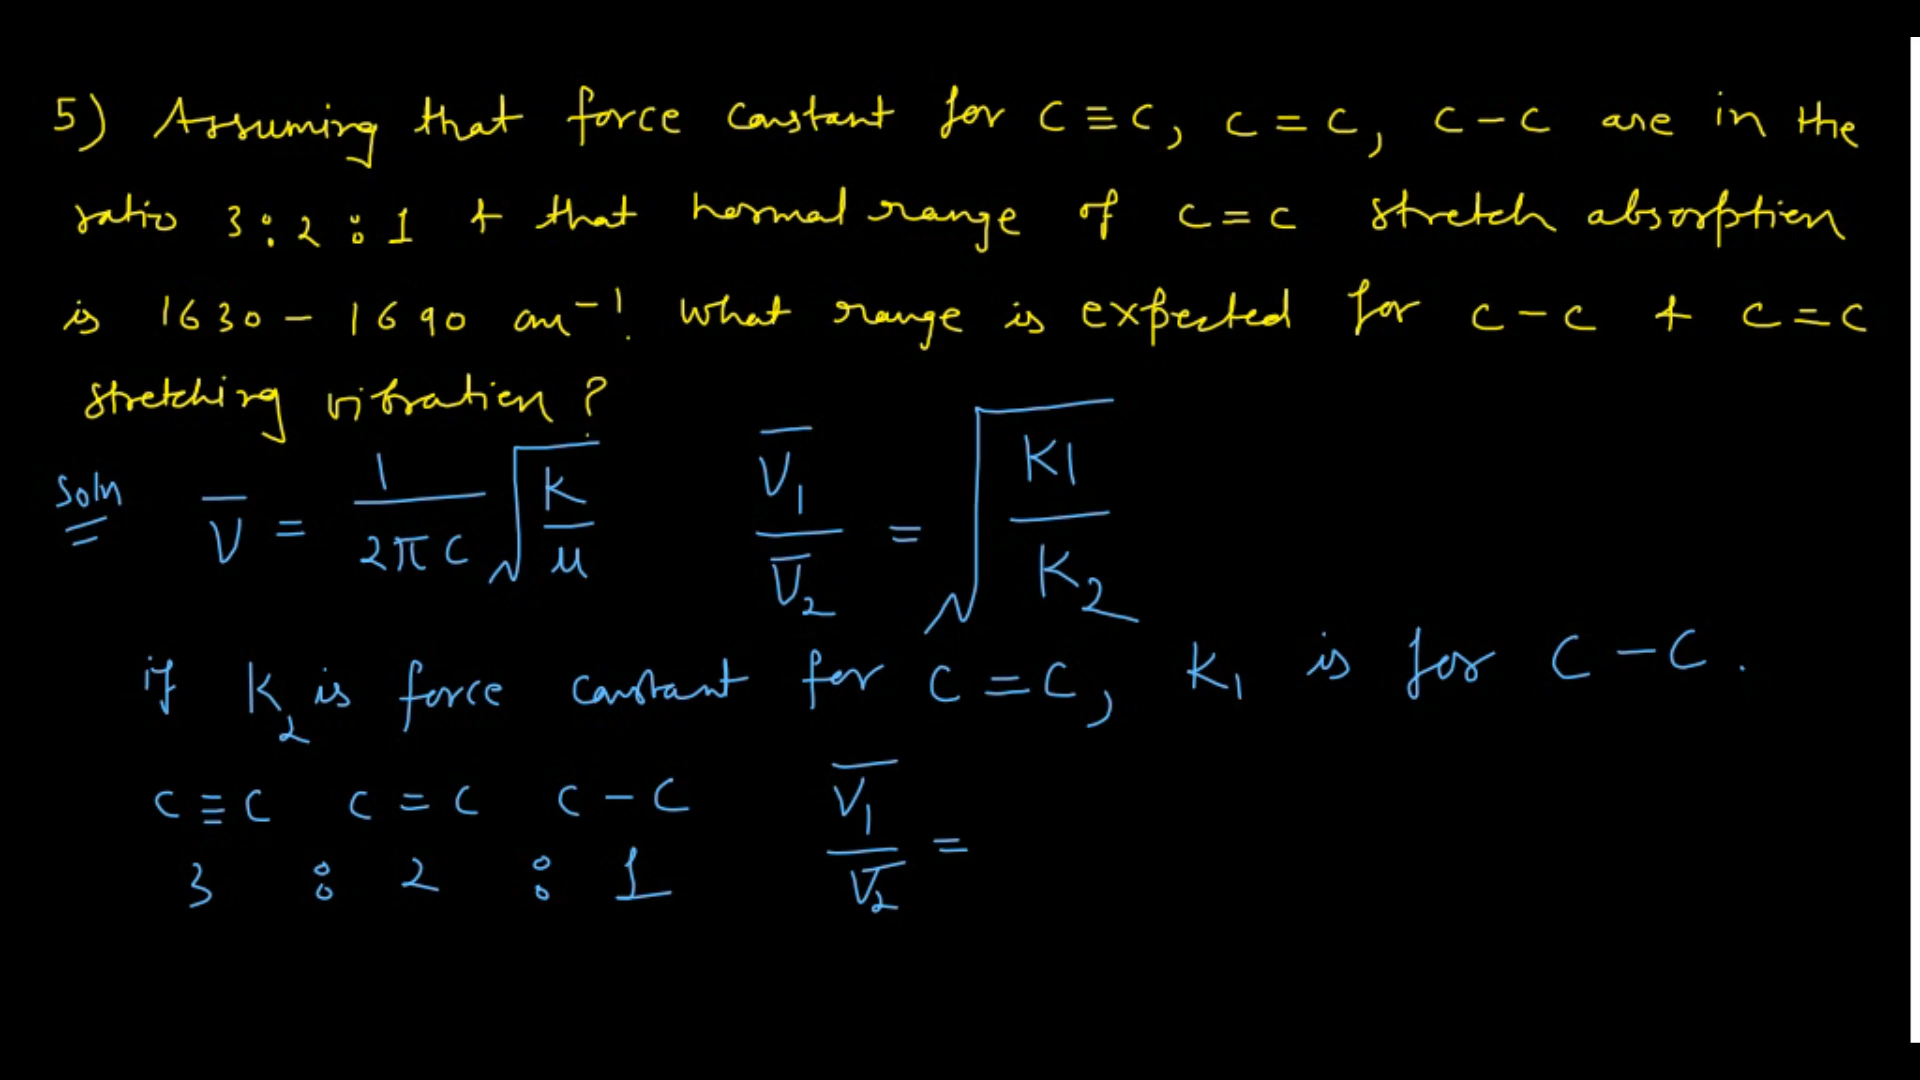 5) Assuming that force constant for C≡C, C=C, C-C are in the
ratio 3:2:1 + that normal range of C=C stretch absorption
is 1630-1690 cm⁻¹. What range is expected for C-C + C=C
stretching vibration?
Soln V̅ = 1/2πc √K/μ V̅₁/V̅₂ = √K1/K₂
if K₂ is force constant for C=C, K₁ is for C-C.
C≡C C=C C-C V̅₁/V̅₂ =
3 : 2 : 1